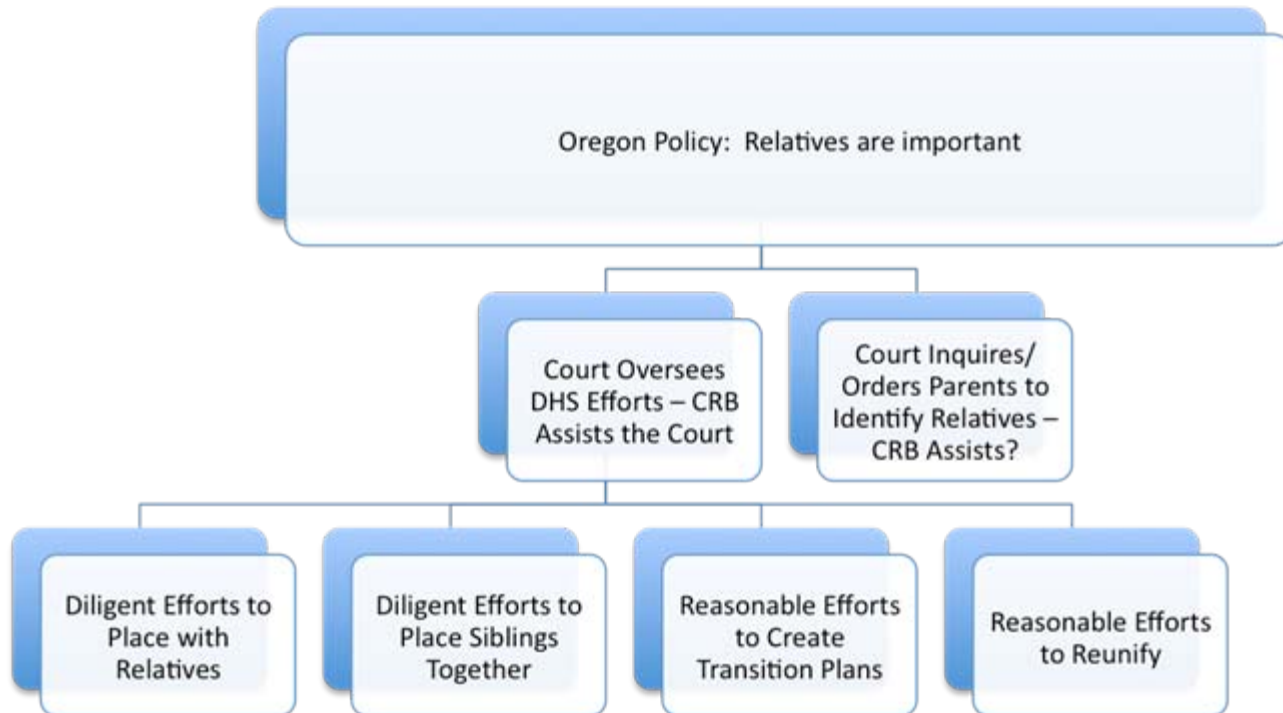 Oregon Policy:  Relatives are important
Court Oversees
DHS Efforts – CRB
Assists the Court
Court Inquires/
Orders Parents to
Identify Relatives –
CRB Assists?
Diligent Efforts to
Place with
Relatives
Diligent Efforts to
Place Siblings
Together
Reasonable Efforts
to Create
Transition Plans
Reasonable Efforts
to Reunify